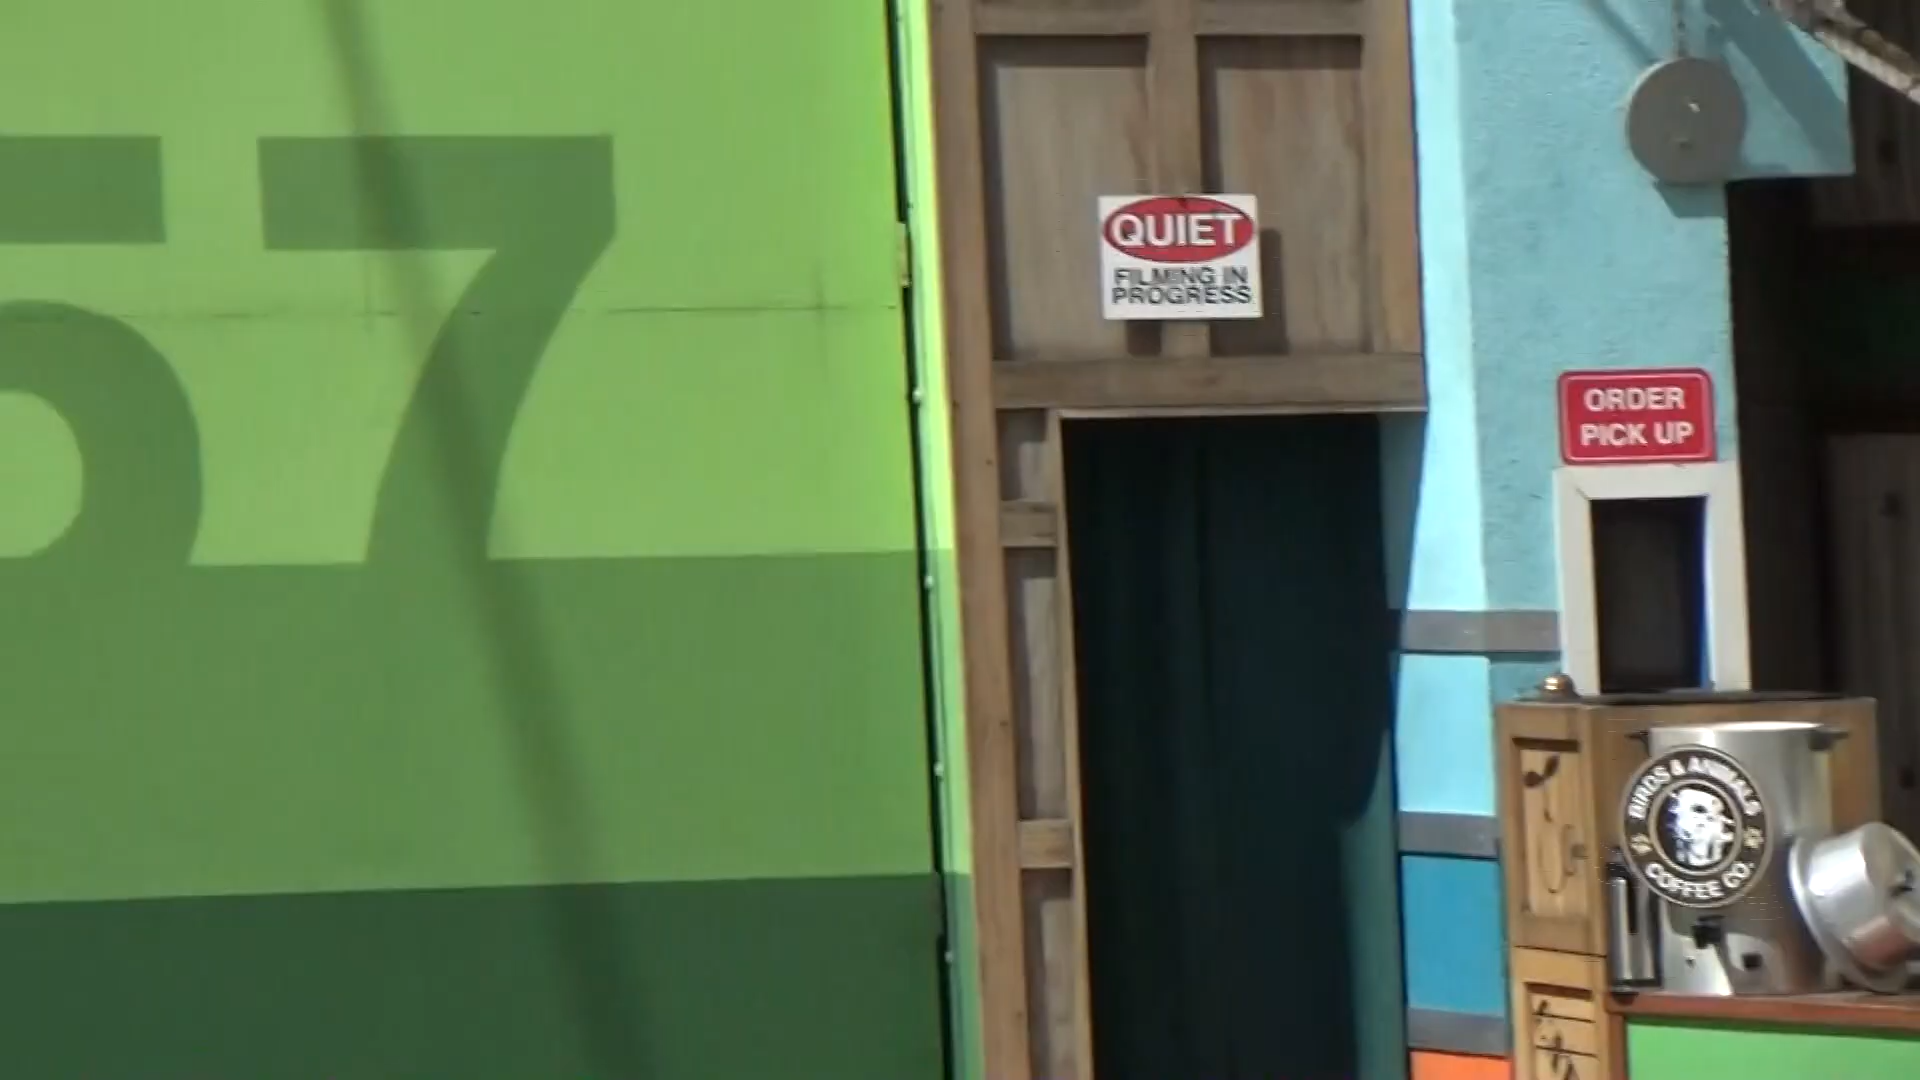 57
QUIET
FILMING IN
PROGRESS
ORDER
PICK UP
BIRDS & ANIMALS
COFFEE CO.